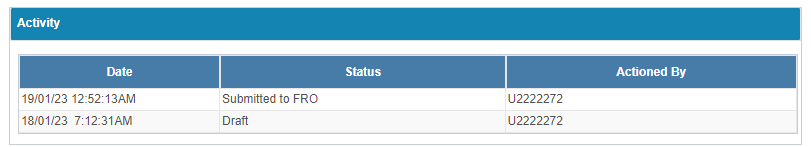 Activity
Date Status Actioned By
19/01/23 12:52:13AM Submitted to FRO U2222272
18/01/23  7:12:31AM Draft U2222272